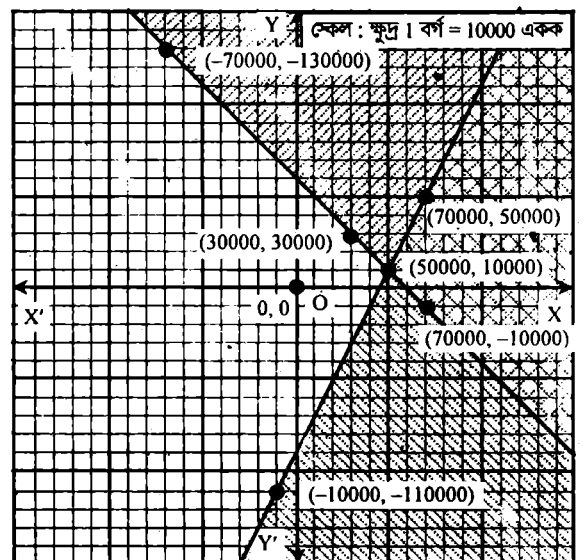 Y
স্কেল : ক্ষুদ্র 1 বর্গ = 10000 একক
(−70000, −130000)
(70000, 50000)
(30000, 30000)
(50000, 10000)
0, 0
O
X′
X
(70000, −10000)
(−10000, −110000)
Y′